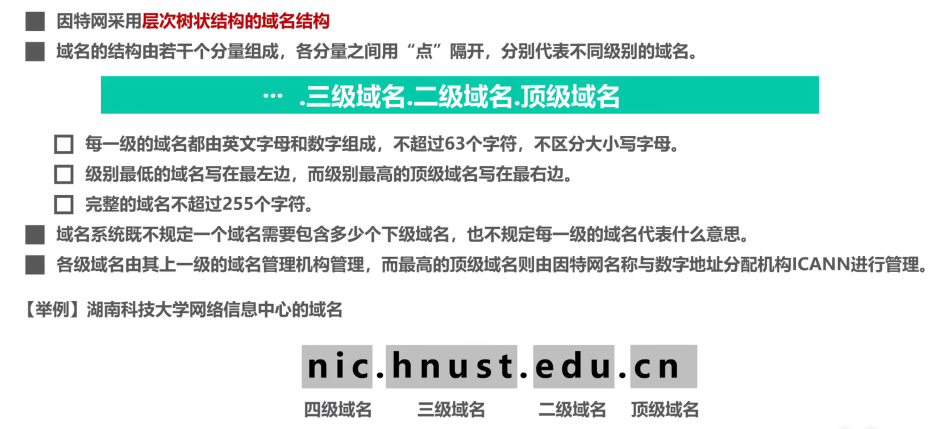 因特网采用层次树状结构的域名结构
域名的结构由若干个分量组成，各分量之间用“点”隔开，分别代表不同级别的域名。
… .三级域名.二级域名.顶级域名
每一级的域名都由英文字母和数字组成，不超过63个字符，不区分大小写字母。
级别最低的域名写在最左边，而级别最高的顶级域名写在最右边。
完整的域名不超过255个字符。
域名系统既不规定一个域名需要包含多少个下级域名，也不规定每一级的域名代表什么意思。
各级域名由其上一级的域名管理机构管理，而最高的顶级域名则由因特网名称与数字地址分配机构ICANN进行管理。
【举例】湖南科技大学网络信息中心的域名
nic.hnust.edu.cn
四级域名 三级域名 二级域名 顶级域名